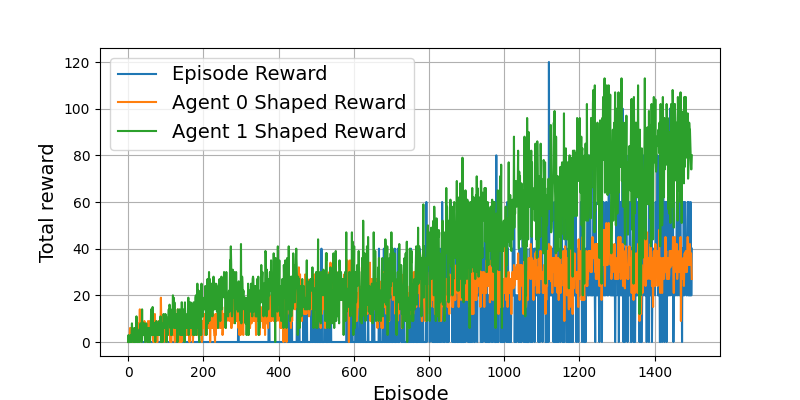 Episode Reward
Agent 0 Shaped Reward
Agent 1 Shaped Reward
Total reward
120
100
80
60
40
20
0
0 200 400 600 800 1000 1200 1400
Episode